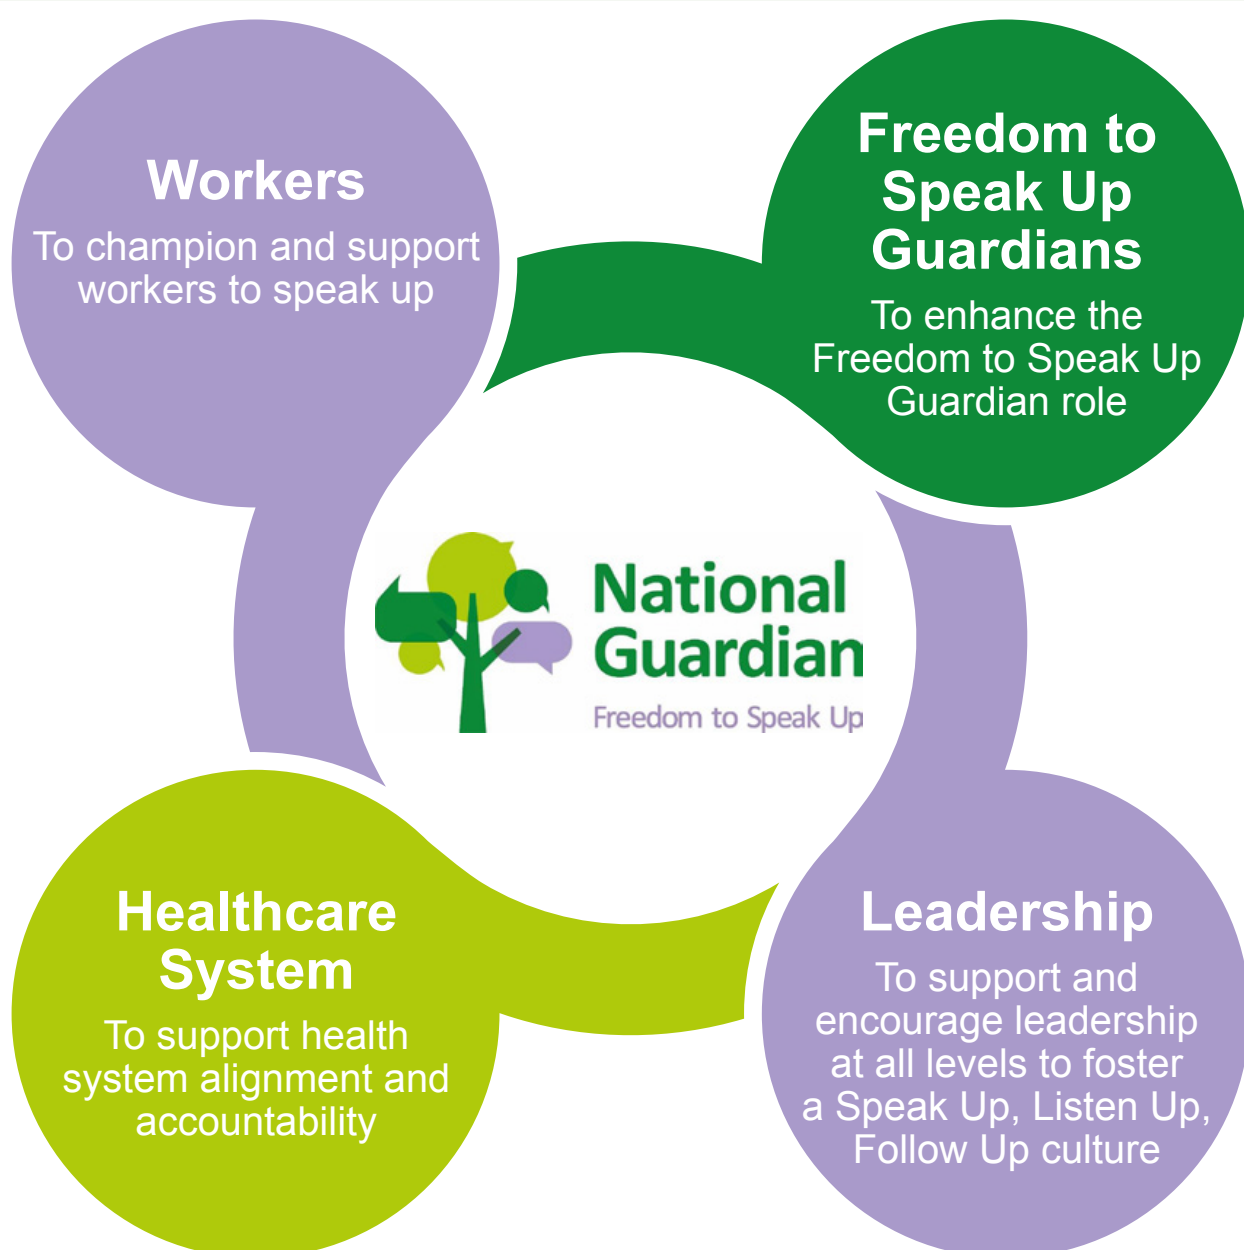 Workers
To champion and support
workers to speak up
Freedom to
Speak Up
Guardians
To enhance the
Freedom to Speak Up
Guardian role
National
Guardian
Freedom to Speak Up
Healthcare
System
To support health
system alignment and
accountability
Leadership
To support and
encourage leadership
at all levels to foster
a Speak Up, Listen Up,
Follow Up culture